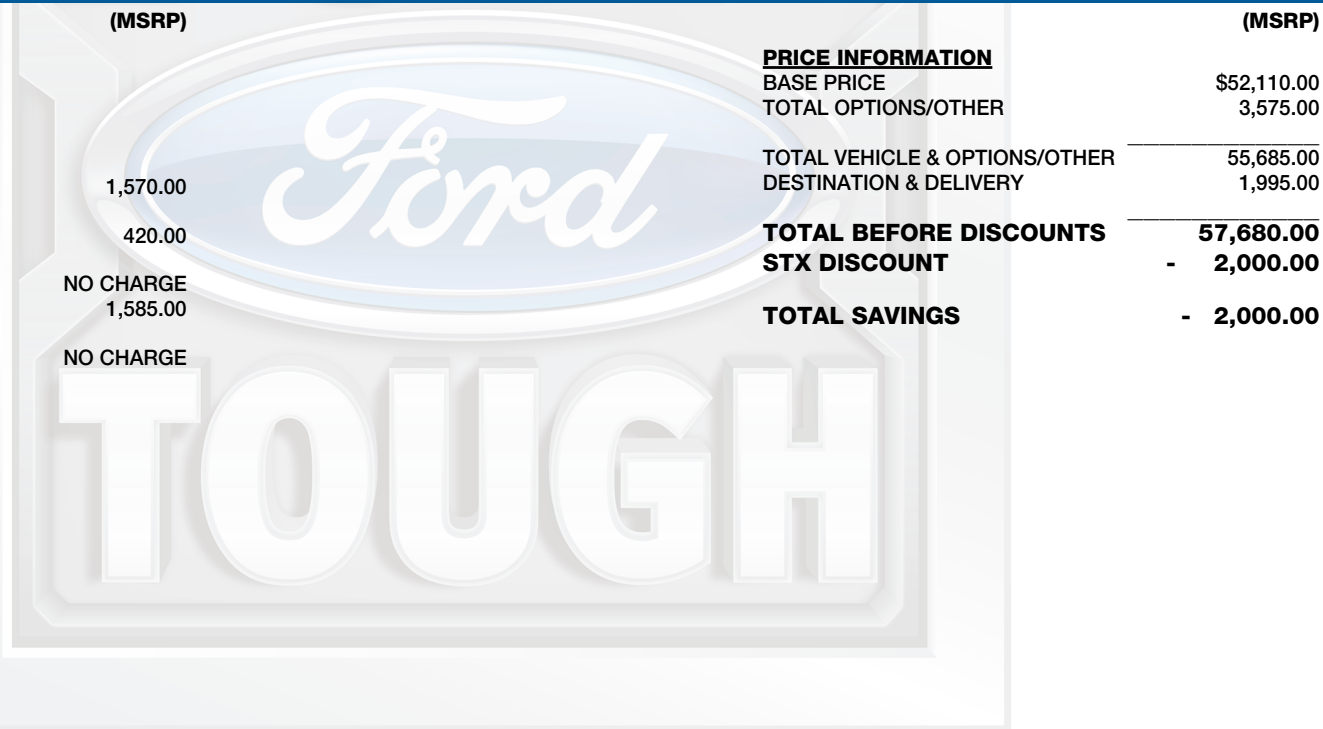 (MSRP)
1,570.00
420.00
NO CHARGE
1,585.00
NO CHARGE
Ford
TOUGH
(MSRP)
PRICE INFORMATION
BASE PRICE $52,110.00
TOTAL OPTIONS/OTHER 3,575.00
TOTAL VEHICLE & OPTIONS/OTHER 55,685.00
DESTINATION & DELIVERY 1,995.00
TOTAL BEFORE DISCOUNTS 57,680.00
STX DISCOUNT - 2,000.00
TOTAL SAVINGS - 2,000.00